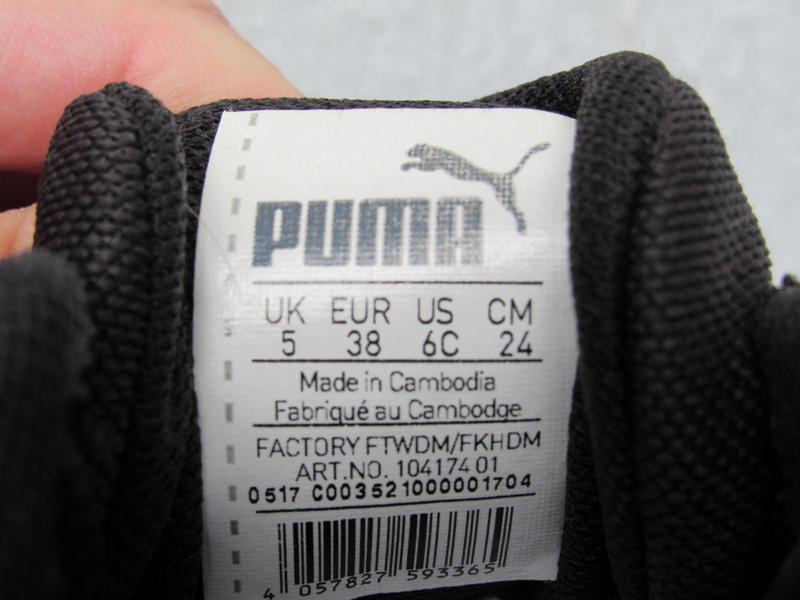 PUMA
UK EUR US CM
5 38 6C 24
Made in Cambodia
Fabriqué au Cambodge
FACTORY FTWDM/FKHDM
ART.NO. 104174 01
0517 C003521000001704
4 057827 593365